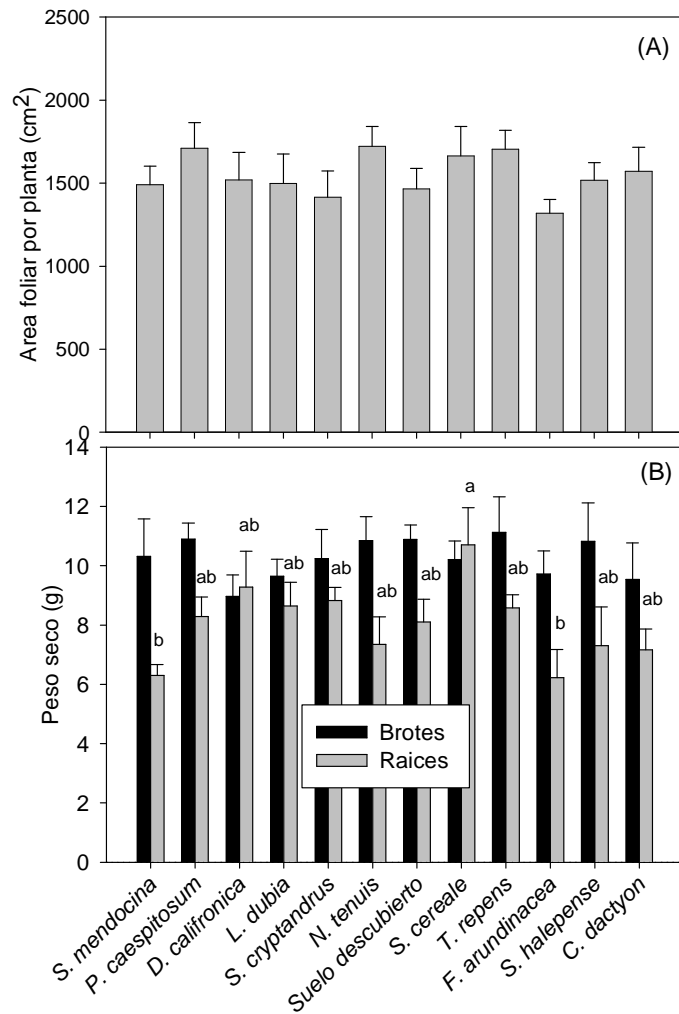 2500
(A)
2000
1500
1000
500
0
Area foliar por planta (cm2)
14
(B)
12
10
8
6
4
2
0
Peso seco (g)
b
ab
ab
ab
ab
ab
ab
a
ab
b
ab
ab
Brotes
Raices
S. mendocina
P. caespitosum
D. califronica
L. dubia
S. cryptandrus
N. tenuis
Suelo descubierto
S. cereale
T. repens
F. arundinacea
S. halepense
C. dactyon